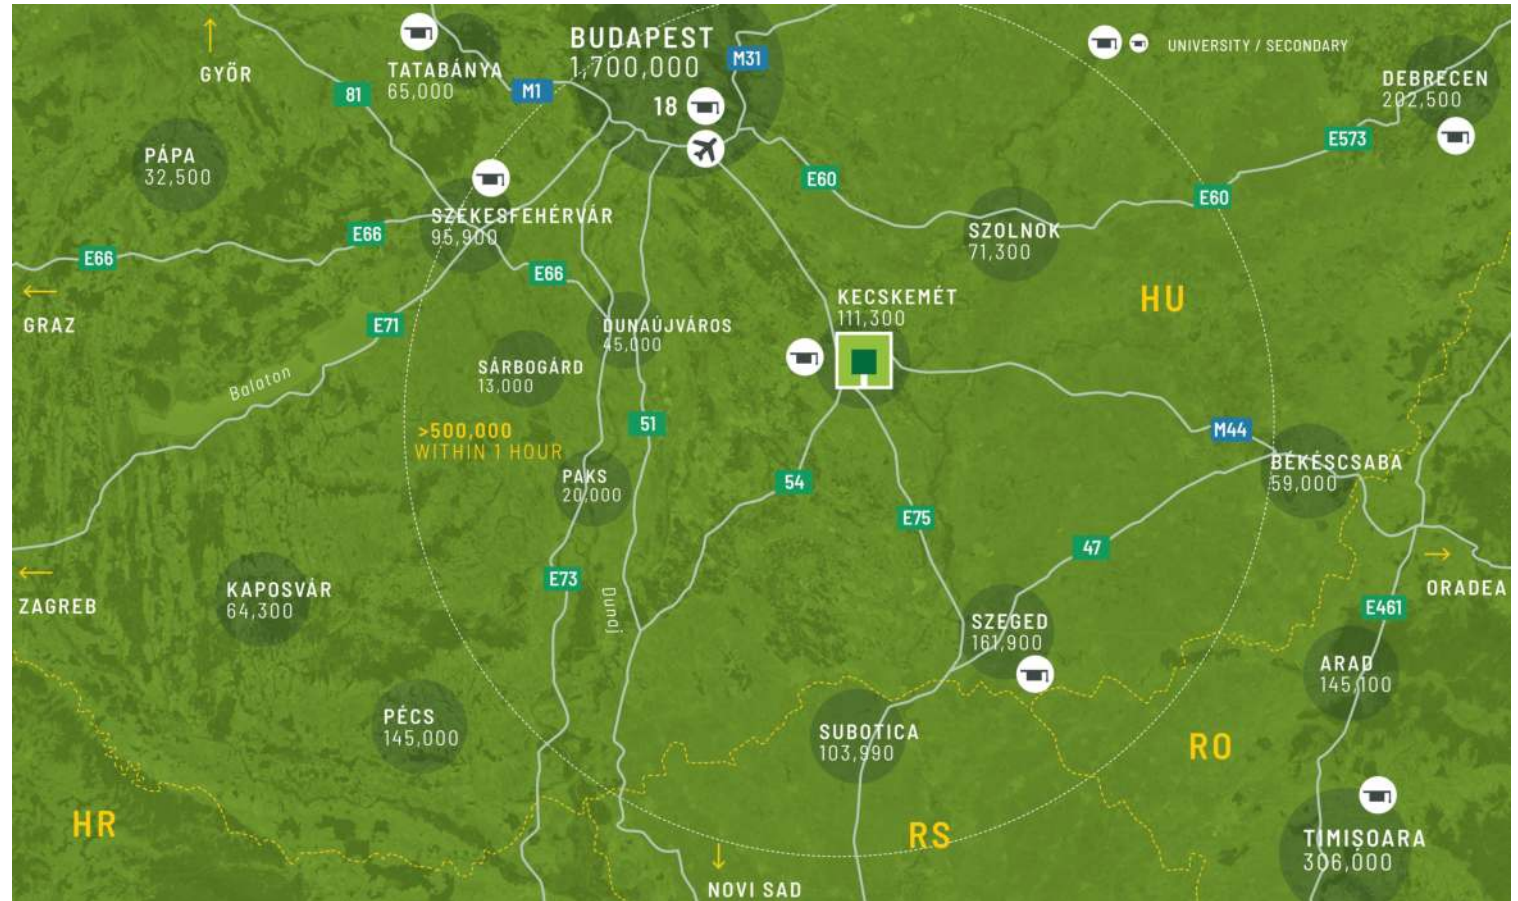 GYŐR
TATABÁNYA
65,000
81
M1
BUDAPEST
1,700,000
18
M31
UNIVERSITY / SECONDARY
DEBRECEN
202,500
E573
PÁPA
32,500
E60
E60
SZÉKESFEHÉRVÁR
95,900
E66
E66
E66
SZOLNOK
71,300
GRAZ
E71
Balaton
DUNAÚJVÁROS
45,000
SÁRBOGÁRD
13,000
KECSKEMÉT
111,300
HU
>500,000
WITHIN 1 HOUR
51
M44
BÉKÉSCSABA
59,000
PAKS
20,000
54
E75
47
ZAGREB
KAPOSVÁR
64,300
E73
Dunaj
SZEGED
161,900
ORADEA
E461
ARAD
145,100
PÉCS
145,000
SUBOTICA
103,990
RO
HR
RS
NOVI SAD
TIMIȘOARA
306,000